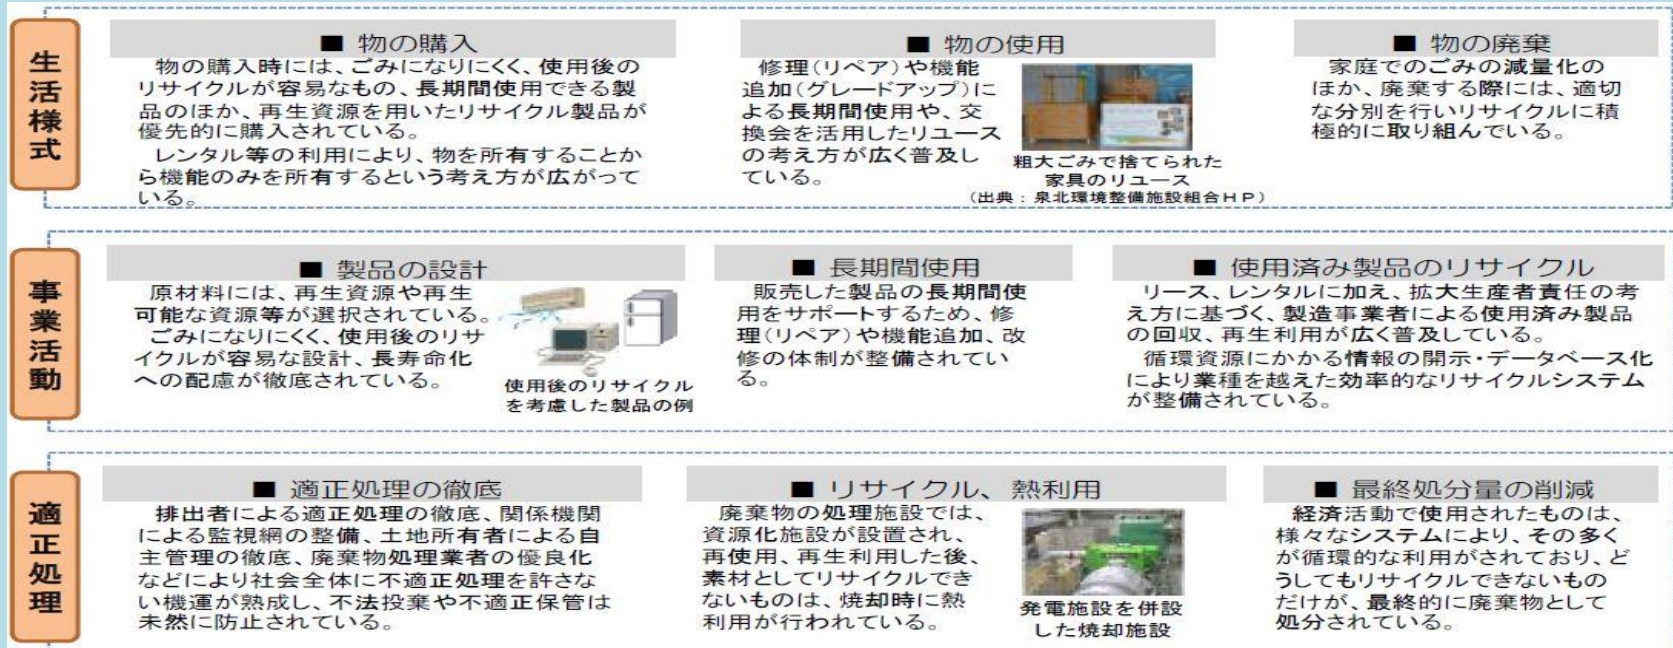 生活様式
■ 物の購入
物の購入時には、ごみになりにくく、使用後の
リサイクルが容易なもの、長期間使用できる製
品のほか、再生資源を用いたリサイクル製品が
優先的に購入されている。
レンタル等の利用により、物を所有することか
ら機能のみを所有するという考え方が広がって
いる。
■ 物の使用
修理(リペア)や機能
追加(グレードアップ)に
よる長期間使用や、交
換会を活用したリユース
の考え方が広く普及し
ている。
粗大ごみで捨てられた
家具のリユース
(出典:泉北環境整備施設組合HP)
■ 物の廃棄
家庭でのごみの減量化の
ほか、廃棄する際には、適切
な分別を行いリサイクルに積
極的に取り組んでいる。
事業活動
■ 製品の設計
原材料には、再生資源や再生
可能な資源等が選択されている。
ごみになりにくく、使用後のリサ
イクルが容易な設計、長寿命化
への配慮が徹底されている。
使用後のリサイクル
を考慮した製品の例
■ 長期間使用
販売した製品の長期間使
用をサポートするため、修
理(リペア)や機能追加、改
修の体制が整備されてい
る。
■ 使用済み製品のリサイクル
リース、レンタルに加え、拡大生産者責任の考
え方に基づく、製造事業者による使用済み製品
の回収、再生利用が広く普及している。
循環資源にかかる情報の開示・データベース化
により業種を越えた効率的なリサイクルシステム
が整備されている。
適正処理
■ 適正処理の徹底
排出者による適正処理の徹底、関係機関
による監視網の整備、土地所有者による自
主管理の徹底、廃棄物処理業者の優良化
などにより社会全体に不適正処理を許さな
い機運が熟成し、不法投棄や不適正保管は
未然に防止されている。
■ リサイクル、熱利用
廃棄物の処理施設では、
資源化施設が設置され、
再使用、再生利用した後、
素材としてリサイクルでき
ないものは、焼却時に熱
利用が行われている。
発電施設を併設
した焼却施設
■ 最終処分量の削減
経済活動で使用されたものは、
様々なシステムにより、その多く
が循環的な利用がされており、ど
うしてもリサイクルできないもの
だけが、最終的に廃棄物として
処分されている。